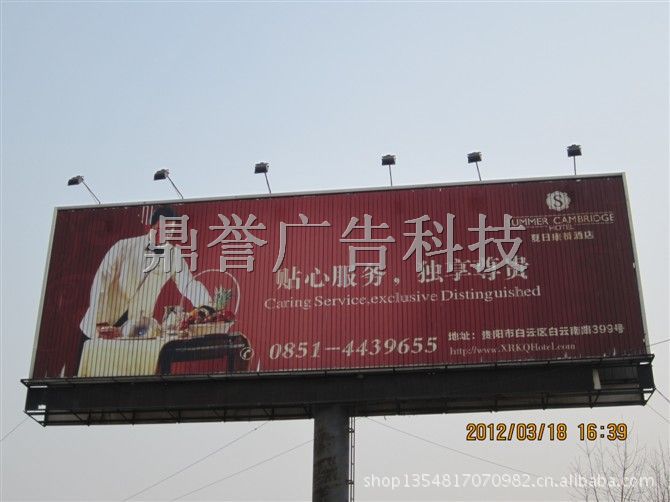 SUMMER CAMBRIDGE
HOTEL
夏日康桥酒店
鼎誉广告科技
贴心服务，独享尊贵
Caring Service,exclusive Distinguished
0851-4439655
地址：贵阳市白云区白云南路399号
http://www.XRKQHotel.com
2012/03/18 16:39
shop1354817070982.cn.1688.com